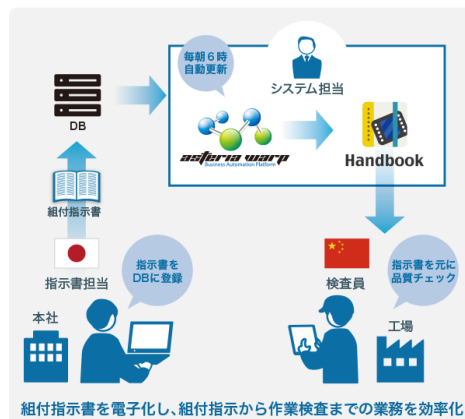 毎朝6時
自動更新
システム担当
DB
asteria warp
Business Automation Platform
Handbook
組付指示書
指示書担当
指示書を
DBに登録
本社
検査員
指示書を元に
品質チェック
工場
組付指示書を電子化し、組付指示から作業検査までの業務を効率化